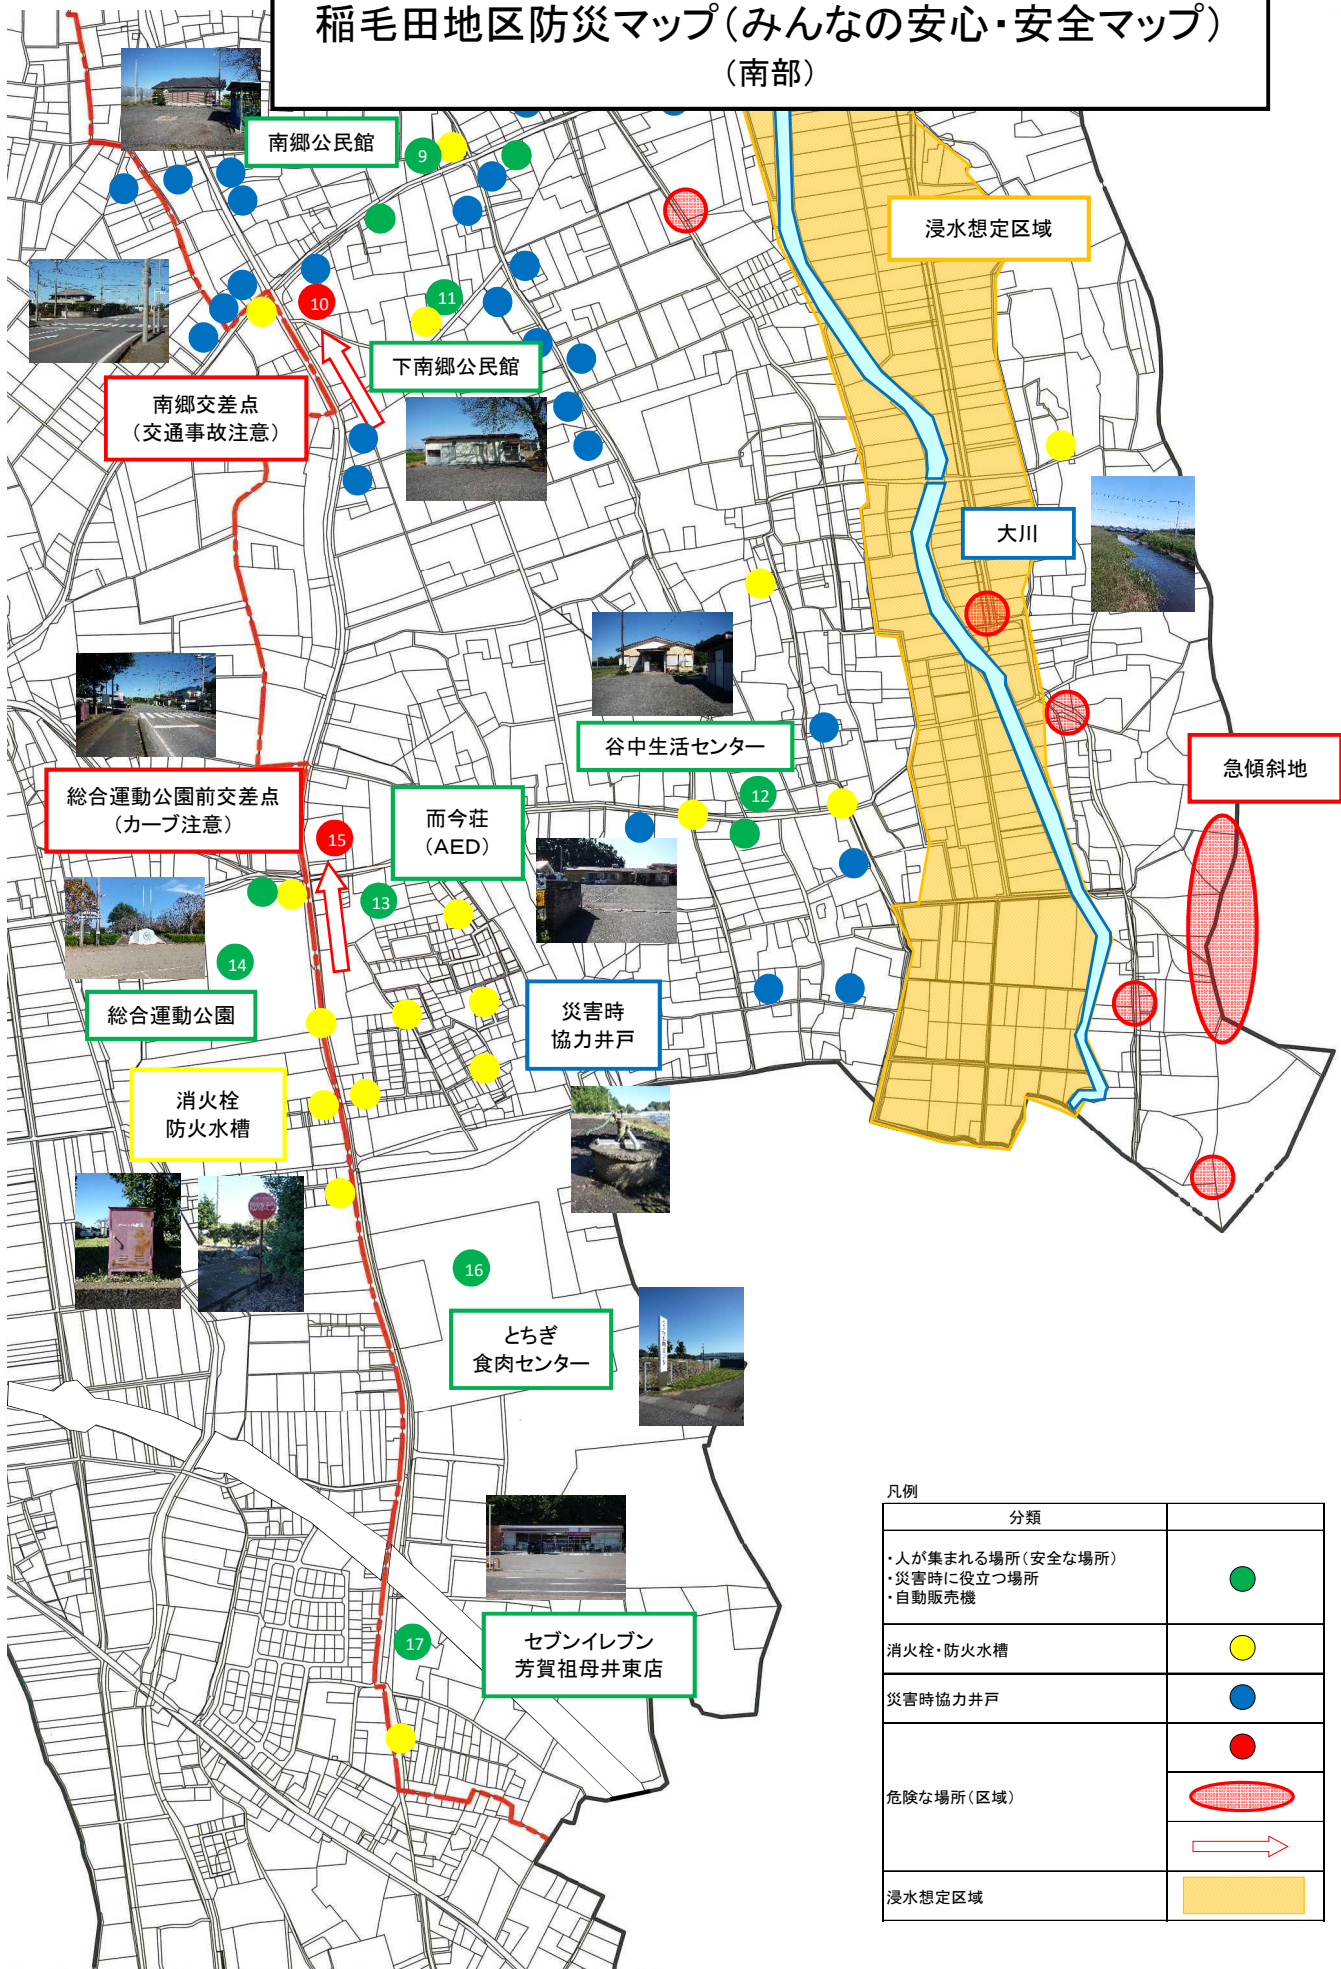 稲毛田地区防災マップ(みんなの安心・安全マップ)
(南部)
南郷公民館
9
浸水想定区域
10
11
下南郷公民館
南郷交差点
(交通事故注意)
大川
谷中生活センター
急傾斜地
総合運動公園前交差点
(カーブ注意)
而今荘
(AED)
12
15
13
14
総合運動公園
災害時
協力井戸
消火栓
防火水槽
16
とちぎ
食肉センター
17
セブンイレブン
芳賀祖母井東店
凡例
分類
・人が集まれる場所(安全な場所)
・災害時に役立つ場所
・自動販売機
消火栓・防火水槽
災害時協力井戸
危険な場所(区域)
浸水想定区域